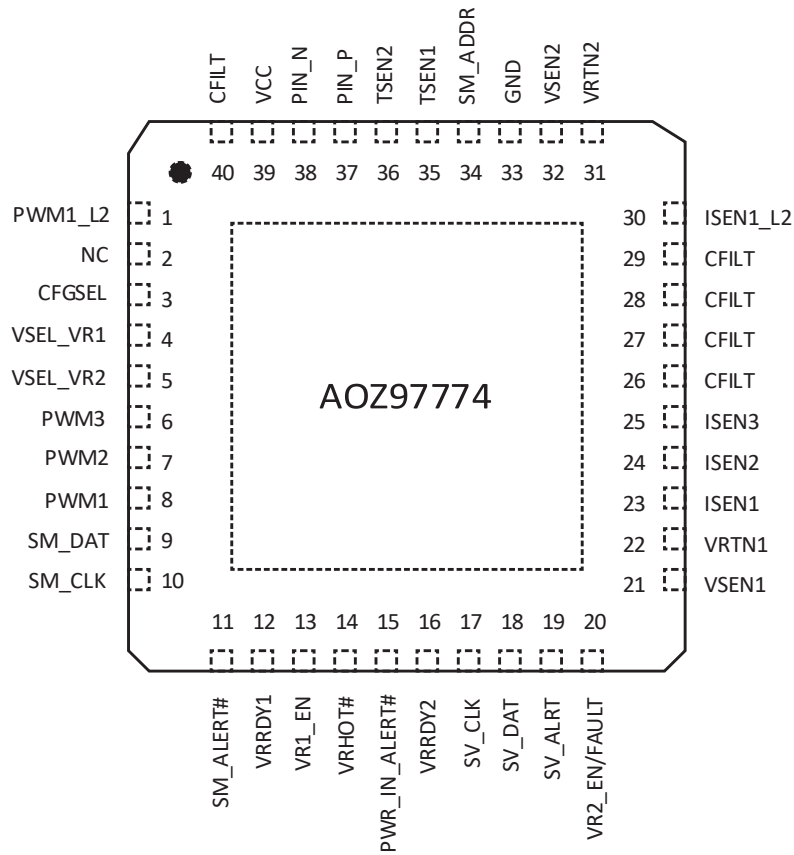 CFILT
VCC
PIN_N
PIN_P
TSEN2
TSEN1
SM_ADDR
GND
VSEN2
VRTN2
40 39 38 37 36 35 34 33 32 31
PWM1_L2 1
NC 2
CFGSEL 3
VSEL_VR1 4
VSEL_VR2 5
PWM3 6
PWM2 7
PWM1 8
SM_DAT 9
SM_CLK 10
AOZ97774
30 ISEN1_L2
29 CFILT
28 CFILT
27 CFILT
26 CFILT
25 ISEN3
24 ISEN2
23 ISEN1
22 VRTN1
21 VSEN1
11 12 13 14 15 16 17 18 19 20
SM_ALERT#
VRRDY1
VR1_EN
VRHOT#
PWR_IN_ALERT#
VRRDY2
SV_CLK
SV_DAT
SV_ALRT
VR2_EN/FAULT